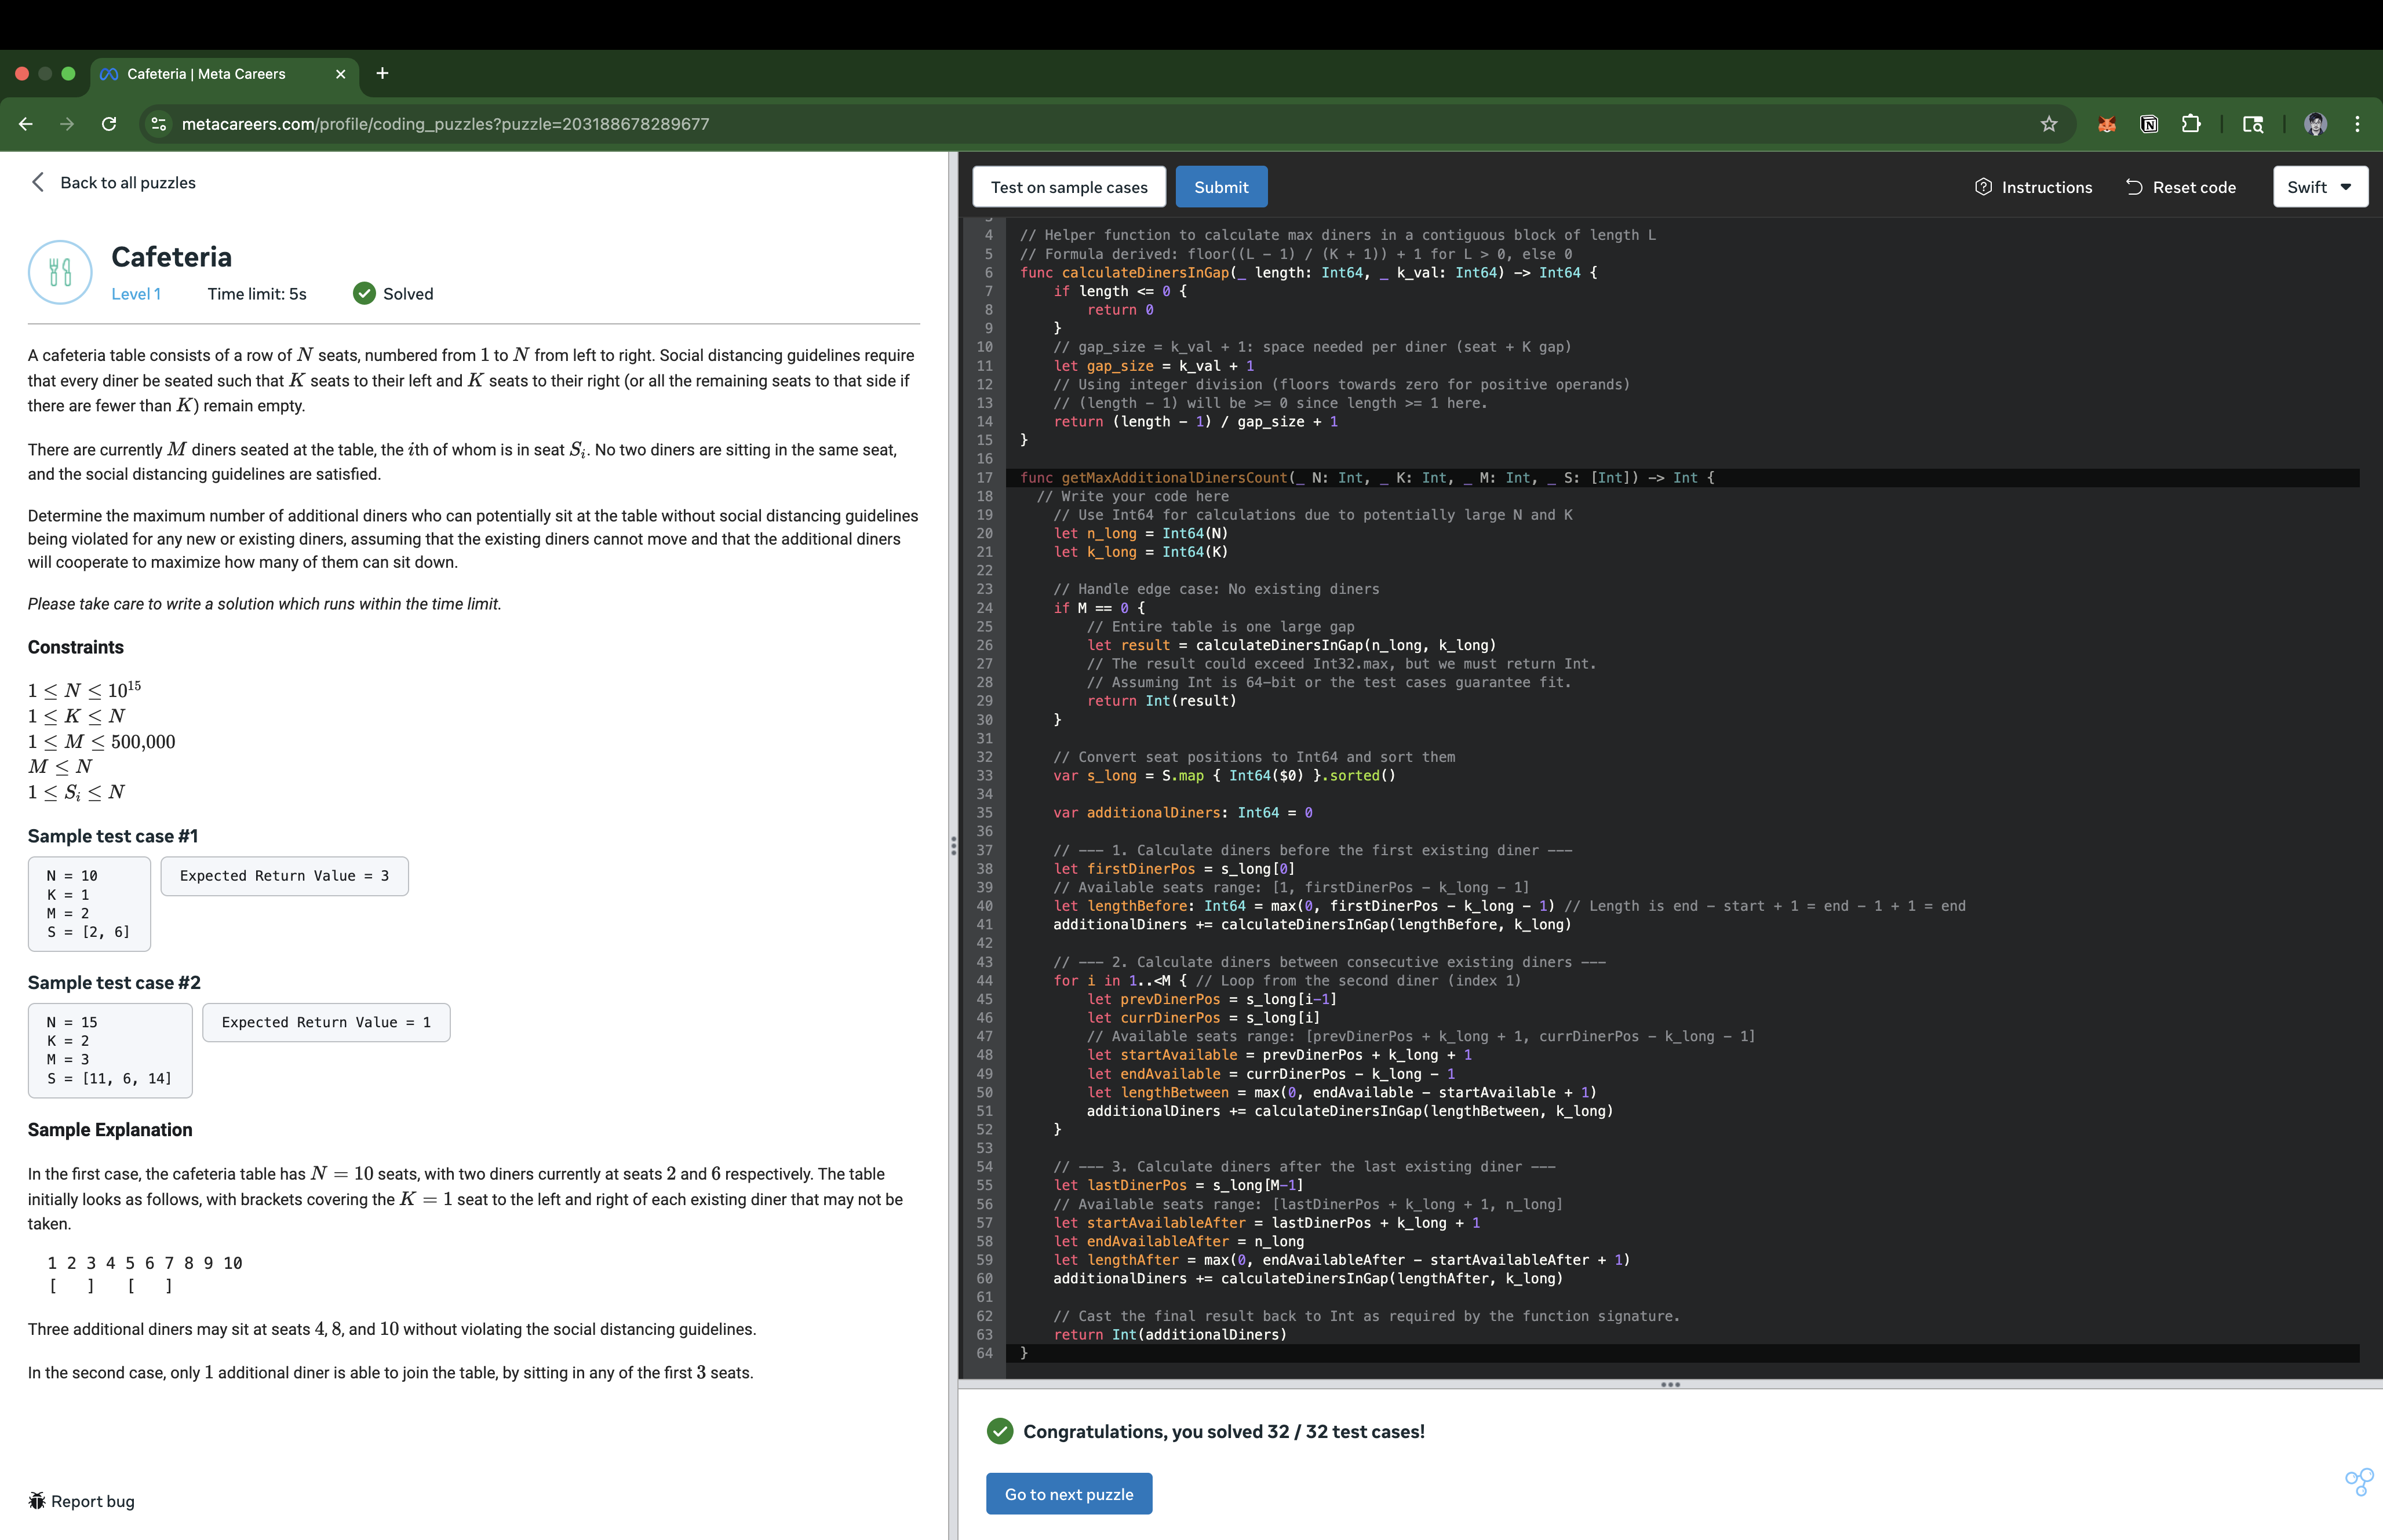 Cafeteria | Meta Careers
metacareers.com/profile/coding_puzzles?puzzle=203188678289677
Back to all puzzles
Cafeteria
Level 1 Time limit: 5s Solved
A cafeteria table consists of a row of N seats, numbered from 1 to N from left to right. Social distancing guidelines require
that every diner be seated such that K seats to their left and K seats to their right (or all the remaining seats to that side if
there are fewer than K) remain empty.
There are currently M diners seated at the table, the ith of whom is in seat Sᵢ. No two diners are sitting in the same seat,
and the social distancing guidelines are satisfied.
Determine the maximum number of additional diners who can potentially sit at the table without social distancing guidelines
being violated for any new or existing diners, assuming that the existing diners cannot move and that the additional diners
will cooperate to maximize how many of them can sit down.
Please take care to write a solution which runs within the time limit.
Constraints
1 ≤ N ≤ 10¹⁵
1 ≤ K ≤ N
1 ≤ M ≤ 500,000
M ≤ N
1 ≤ Sᵢ ≤ N
Sample test case #1
N = 10
K = 1
M = 2
S = [2, 6]
Expected Return Value = 3
Sample test case #2
N = 15
K = 2
M = 3
S = [11, 6, 14]
Expected Return Value = 1
Sample Explanation
In the first case, the cafeteria table has N = 10 seats, with two diners currently at seats 2 and 6 respectively. The table
initially looks as follows, with brackets covering the K = 1 seat to the left and right of each existing diner that may not be
taken.
1 2 3 4 5 6 7 8 9 10
[   ]   [   ]
Three additional diners may sit at seats 4, 8, and 10 without violating the social distancing guidelines.
In the second case, only 1 additional diner is able to join the table, by sitting in any of the first 3 seats.
Report bug
Test on sample cases Submit Instructions Reset code Swift
4 // Helper function to calculate max diners in a contiguous block of length L
5 // Formula derived: floor((L - 1) / (K + 1)) + 1 for L > 0, else 0
6 func calculateDinersInGap(_ length: Int64, _ k_val: Int64) -> Int64 {
7     if length <= 0 {
8         return 0
9     }
10     // gap_size = k_val + 1: space needed per diner (seat + K gap)
11     let gap_size = k_val + 1
12     // Using integer division (floors towards zero for positive operands)
13     // (length - 1) will be >= 0 since length >= 1 here.
14     return (length - 1) / gap_size + 1
15 }
16
17 func getMaxAdditionalDinersCount(_ N: Int, _ K: Int, _ M: Int, _ S: [Int]) -> Int {
18   // Write your code here
19     // Use Int64 for calculations due to potentially large N and K
20     let n_long = Int64(N)
21     let k_long = Int64(K)
22
23     // Handle edge case: No existing diners
24     if M == 0 {
25         // Entire table is one large gap
26         let result = calculateDinersInGap(n_long, k_long)
27         // The result could exceed Int32.max, but we must return Int.
28         // Assuming Int is 64-bit or the test cases guarantee fit.
29         return Int(result)
30     }
31
32     // Convert seat positions to Int64 and sort them
33     var s_long = S.map { Int64($0) }.sorted()
34
35     var additionalDiners: Int64 = 0
36
37     // --- 1. Calculate diners before the first existing diner ---
38     let firstDinerPos = s_long[0]
39     // Available seats range: [1, firstDinerPos - k_long - 1]
40     let lengthBefore: Int64 = max(0, firstDinerPos - k_long - 1) // Length is end - start + 1 = end - 1 + 1 = end
41     additionalDiners += calculateDinersInGap(lengthBefore, k_long)
42
43     // --- 2. Calculate diners between consecutive existing diners ---
44     for i in 1..<M { // Loop from the second diner (index 1)
45         let prevDinerPos = s_long[i-1]
46         let currDinerPos = s_long[i]
47         // Available seats range: [prevDinerPos + k_long + 1, currDinerPos - k_long - 1]
48         let startAvailable = prevDinerPos + k_long + 1
49         let endAvailable = currDinerPos - k_long - 1
50         let lengthBetween = max(0, endAvailable - startAvailable + 1)
51         additionalDiners += calculateDinersInGap(lengthBetween, k_long)
52     }
53
54     // --- 3. Calculate diners after the last existing diner ---
55     let lastDinerPos = s_long[M-1]
56     // Available seats range: [lastDinerPos + k_long + 1, n_long]
57     let startAvailableAfter = lastDinerPos + k_long + 1
58     let endAvailableAfter = n_long
59     let lengthAfter = max(0, endAvailableAfter - startAvailableAfter + 1)
60     additionalDiners += calculateDinersInGap(lengthAfter, k_long)
61
62     // Cast the final result back to Int as required by the function signature.
63     return Int(additionalDiners)
64 }
Congratulations, you solved 32 / 32 test cases!
Go to next puzzle